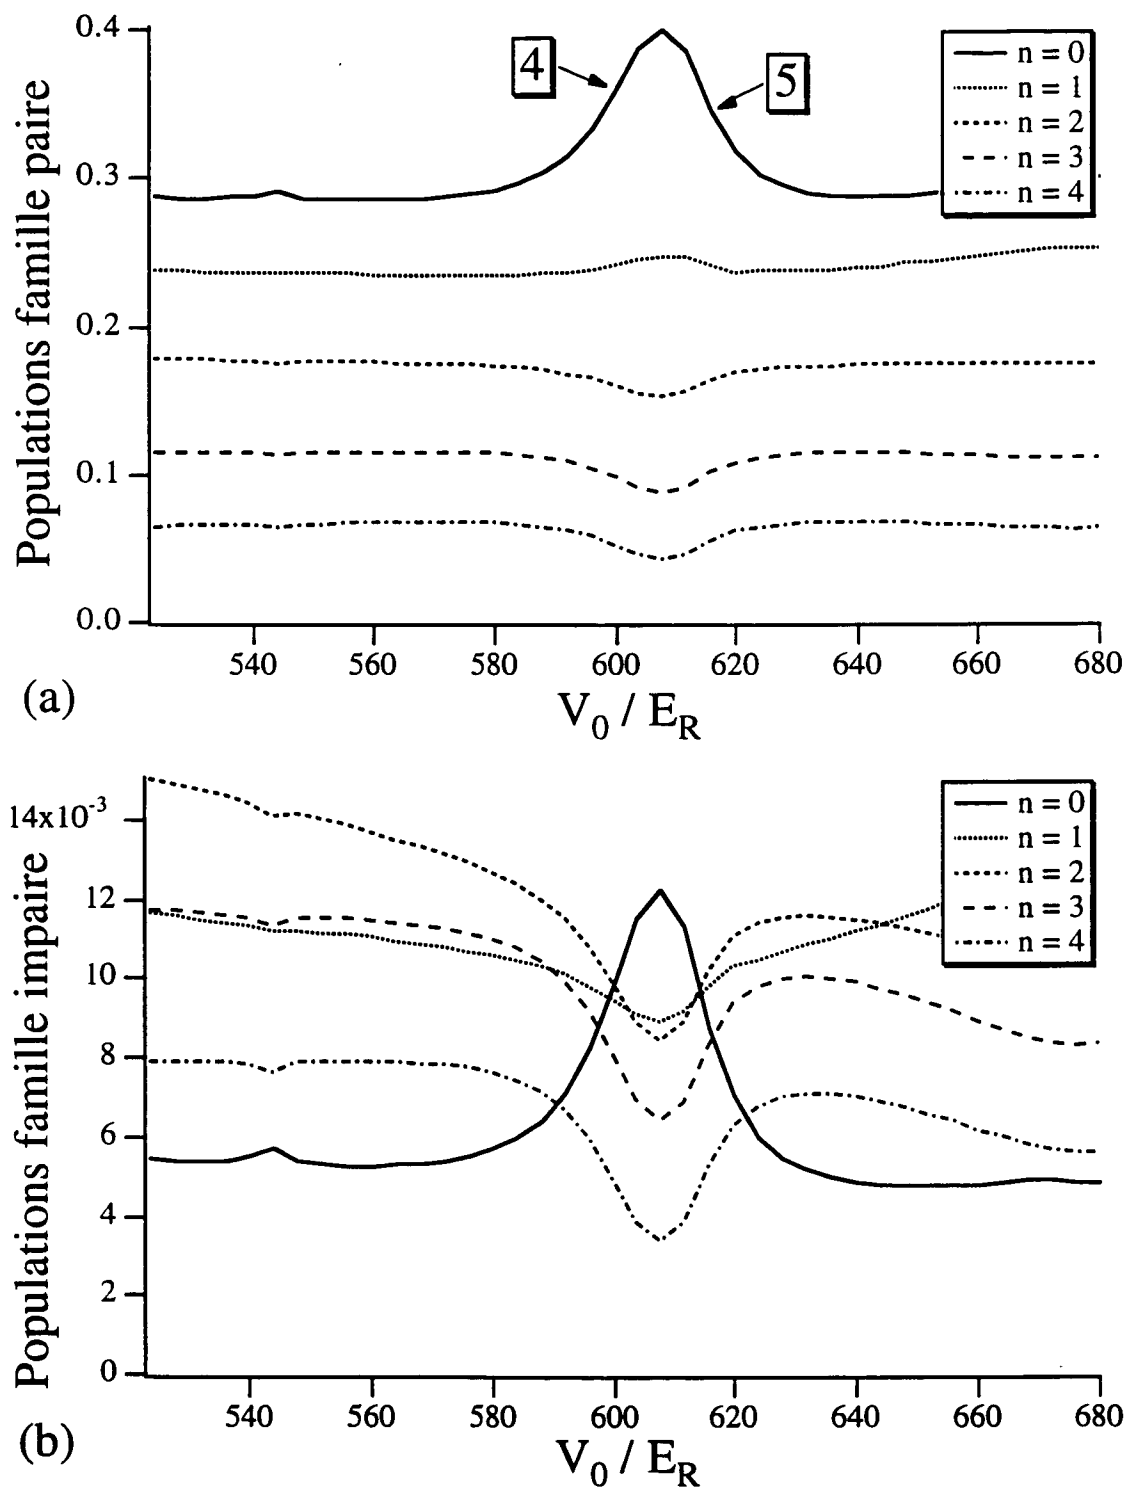 0.4
0.3
0.2
0.1
0.0
Populations famille paire
4
5
n = 0
n = 1
n = 2
n = 3
n = 4
540 560 580 600 620 640 660 680
V0 / ER
(a)
14x10-3
12
10
8
6
4
2
0
Populations famille impaire
n = 0
n = 1
n = 2
n = 3
n = 4
540 560 580 600 620 640 660 680
V0 / ER
(b)